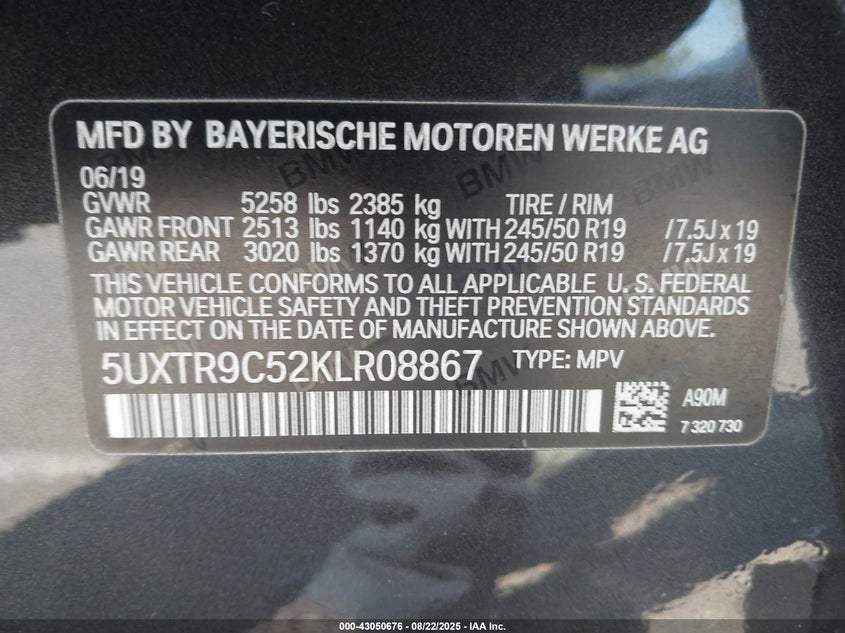 MFD BY BAYERISCHE MOTOREN WERKE AG
06/19
GVWR 5258 lbs 2385 kg TIRE / RIM
GAWR FRONT 2513 lbs 1140 kg WITH 245/50 R19 / 7.5J x 19
GAWR REAR 3020 lbs 1370 kg WITH 245/50 R19 / 7.5J x 19
THIS VEHICLE CONFORMS TO ALL APPLICABLE U. S. FEDERAL
MOTOR VEHICLE SAFETY AND THEFT PREVENTION STANDARDS
IN EFFECT ON THE DATE OF MANUFACTURE SHOWN ABOVE.
5UXTR9C52KLR08867 TYPE: MPV
A90M
7 320 730
000-43050676 - 08/22/2025 - IAA Inc.